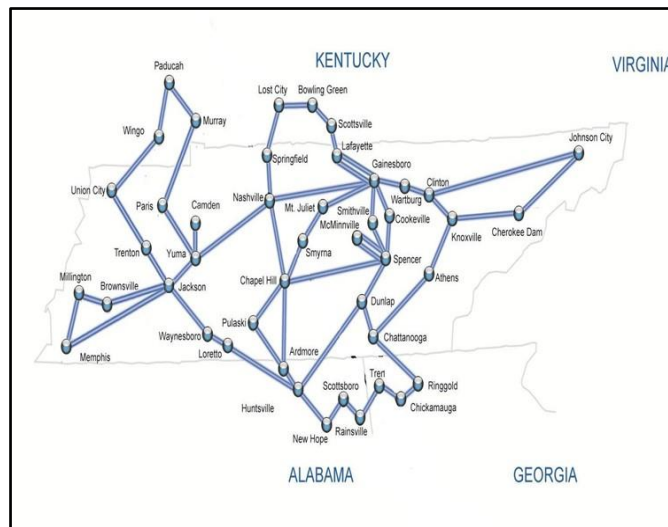 KENTUCKY
VIRGINIA
Paducah
Lost City
Bowling Green
Wingo
Murray
Scottsville
Johnson City
Lafayette
Springfield
Gainesboro
Clinton
Union City
Wartburg
Paris
Camden
Nashville
Mt. Juliet
Smithville
Cookeville
McMinnville
Knoxville
Cherokee Dam
Trenton
Yuma
Smyrna
Spencer
Millington
Brownsville
Jackson
Chapel Hill
Athens
Dunlap
Pulaski
Waynesboro
Loretto
Chattanooga
Memphis
Ardmore
Scottsboro
Tren
Ringgold
Huntsville
Chickamauga
New Hope
Rainsville
ALABAMA
GEORGIA